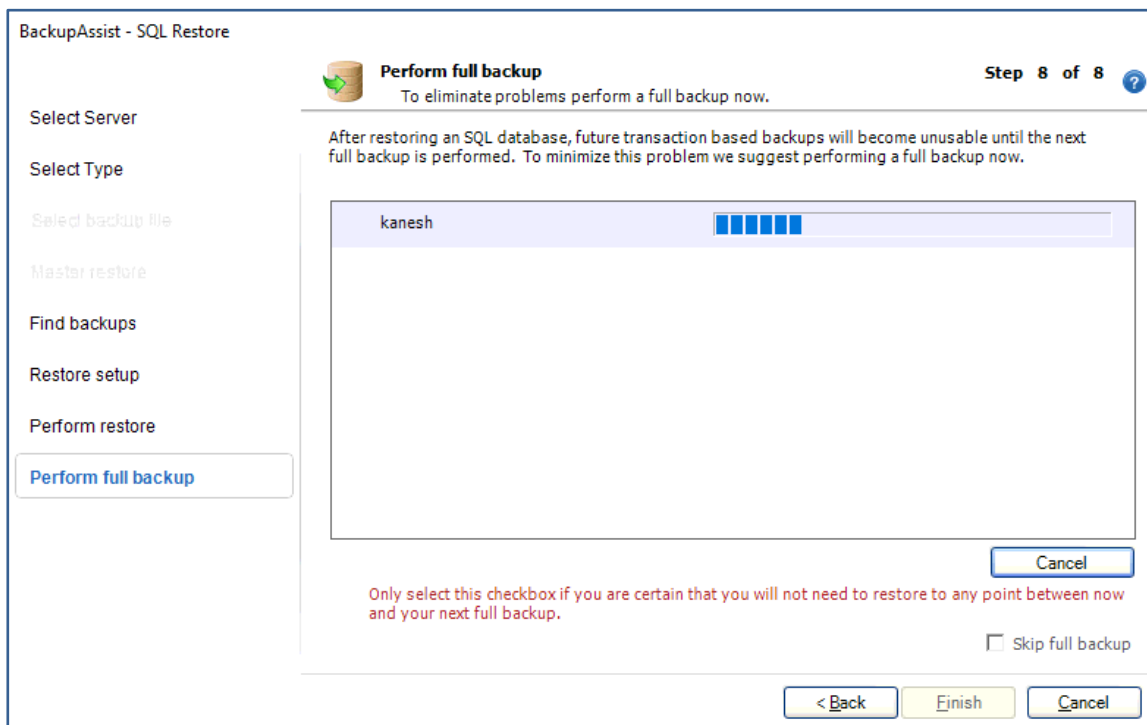 BackupAssist - SQL Restore
Perform full backup
To eliminate problems perform a full backup now.
Step 8 of 8
?
Select Server
Select Type
Select backup file
Master restore
Find backups
Restore setup
Perform restore
Perform full backup
After restoring an SQL database, future transaction based backups will become unusable until the next
full backup is performed. To minimize this problem we suggest performing a full backup now.
kanesh
Cancel
Only select this checkbox if you are certain that you will not need to restore to any point between now
and your next full backup.
Skip full backup
< Back
Finish
Cancel